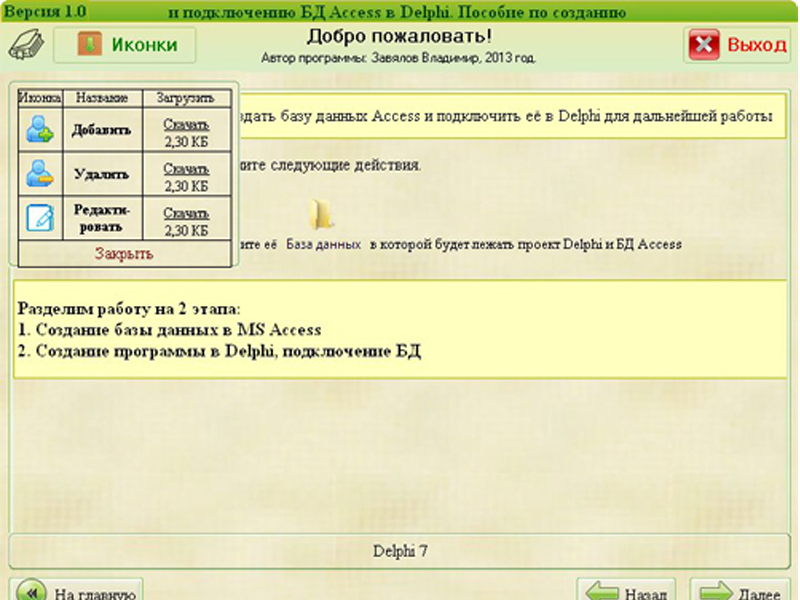 Версия 1.0
и подключению БД Access в Delphi. Пособие по созданию
Иконки
Добро пожаловать!
Автор программы: Завялов Владимир, 2013 год.
Выход
Иконка Название Загрузить
Добавить
Скачать
2,30 КБ
Удалить
Скачать
2,30 КБ
Редакти-
ровать
Скачать
2,30 КБ
Закрыть
здать базу данных Access и подключить её в Delphi для дальнейшей работы
ите следующие действия.
ите её База данных в которой будет лежать проект Delphi и БД Access
Разделим работу на 2 этапа:
1. Создание базы данных в MS Access
2. Создание программы в Delphi, подключение БД
Delphi 7
На главную
Назад
Далее